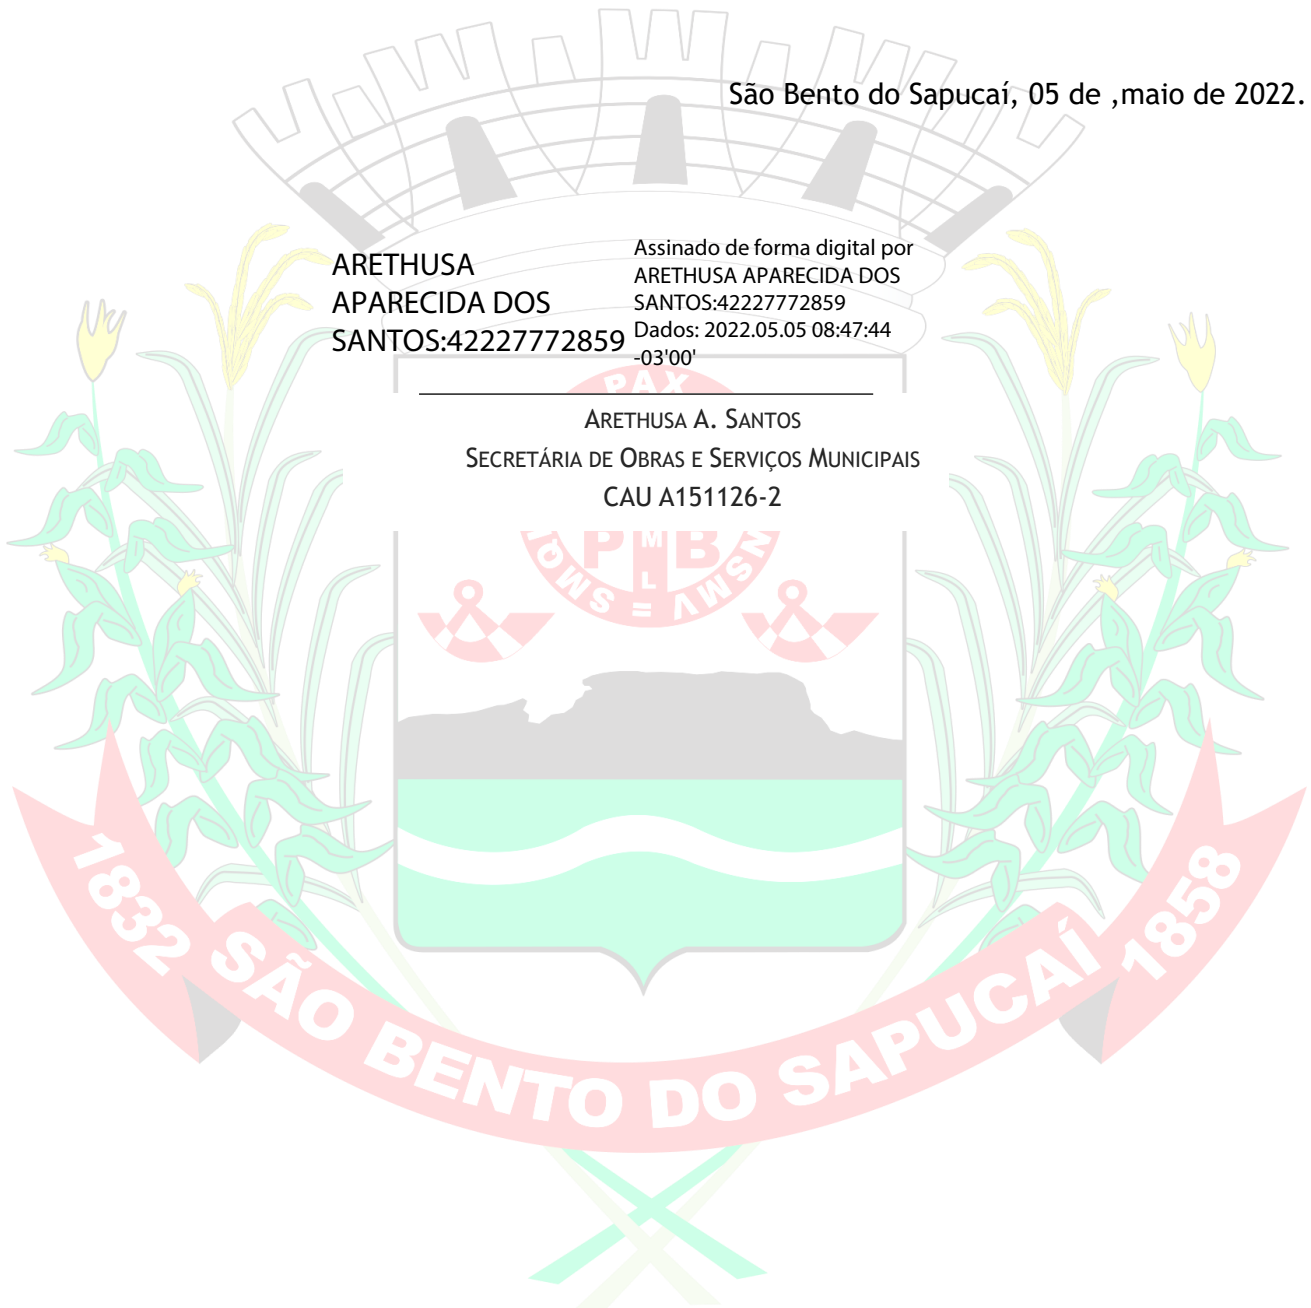 São Bento do Sapucaí, 05 de ,maio de 2022.
ARETHUSA
APARECIDA DOS
SANTOS:42227772859
Assinado de forma digital por
ARETHUSA APARECIDA DOS
SANTOS:42227772859
Dados: 2022.05.05 08:47:44
-03'00'
PAX
ARETHUSA A. SANTOS
SECRETÁRIA DE OBRAS E SERVIÇOS MUNICIPAIS
CAU A151126-2
P M B
L
1832 SÃO BENTO DO SAPUCAÍ 1858